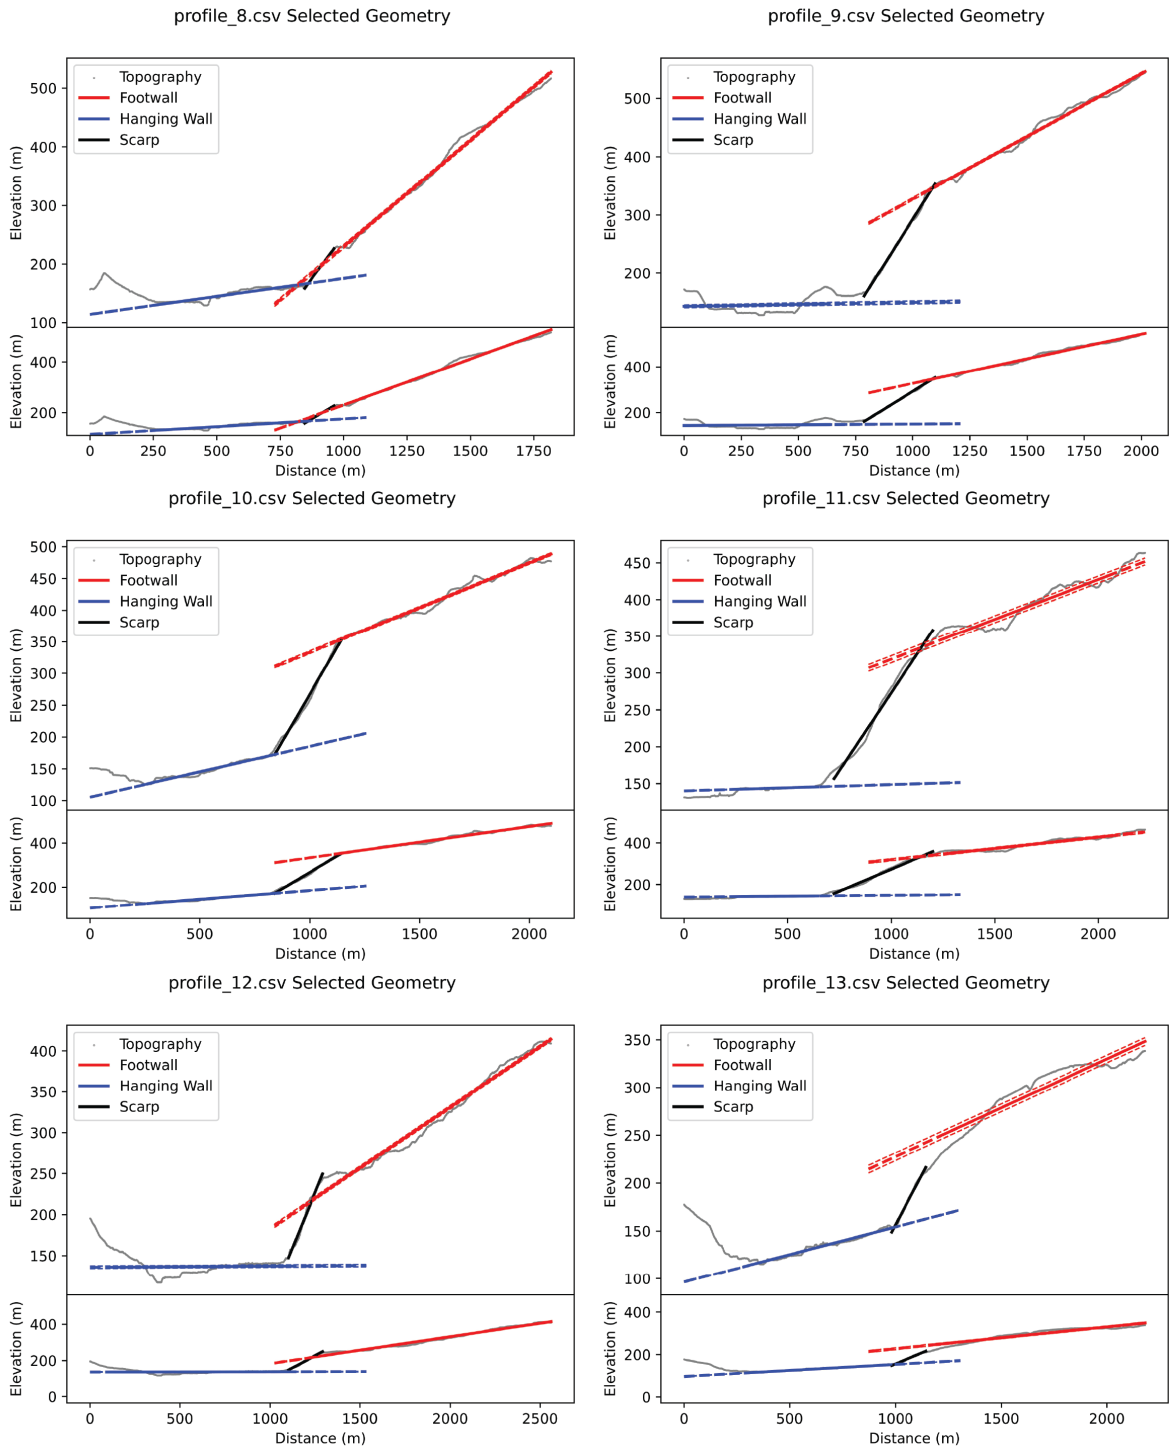 profile_8.csv Selected Geometry
Topography
Footwall
Hanging Wall
Scarp
Elevation (m)
500
400
300
200
100
Elevation (m)
400
200
0 250 500 750 1000 1250 1500 1750
Distance (m)
profile_9.csv Selected Geometry
Topography
Footwall
Hanging Wall
Scarp
Elevation (m)
500
400
300
200
Elevation (m)
400
200
0 250 500 750 1000 1250 1500 1750 2000
Distance (m)
profile_10.csv Selected Geometry
Topography
Footwall
Hanging Wall
Scarp
Elevation (m)
500
450
400
350
300
250
200
150
100
Elevation (m)
400
200
0 500 1000 1500 2000
Distance (m)
profile_11.csv Selected Geometry
Topography
Footwall
Hanging Wall
Scarp
Elevation (m)
450
400
350
300
250
200
150
Elevation (m)
400
200
0 500 1000 1500 2000
Distance (m)
profile_12.csv Selected Geometry
Topography
Footwall
Hanging Wall
Scarp
Elevation (m)
400
350
300
250
200
150
Elevation (m)
400
200
0
0 500 1000 1500 2000 2500
Distance (m)
profile_13.csv Selected Geometry
Topography
Footwall
Hanging Wall
Scarp
Elevation (m)
350
300
250
200
150
100
Elevation (m)
400
200
0
0 500 1000 1500 2000
Distance (m)